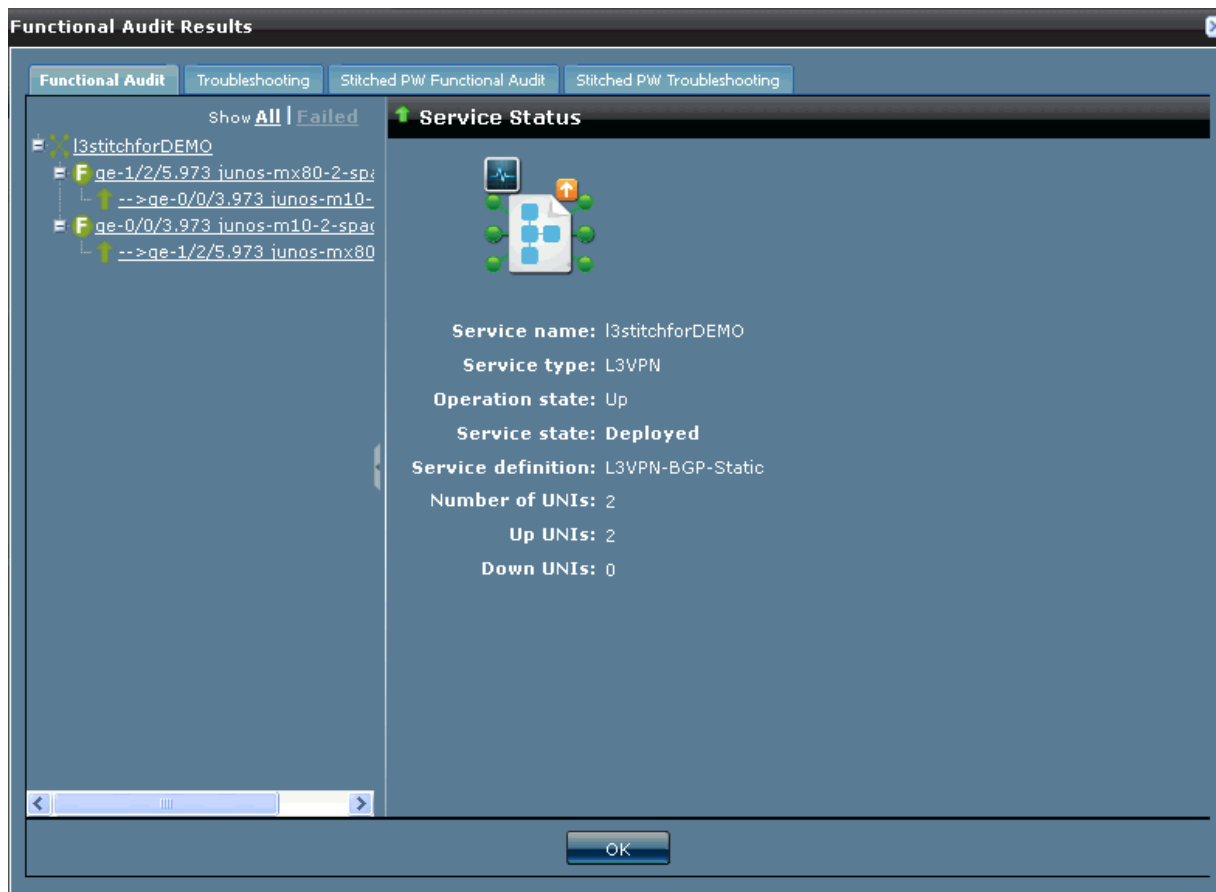 Functional Audit Results
Functional Audit Troubleshooting Stitched PW Functional Audit Stitched PW Troubleshooting
Show All | Failed
l3stitchforDEMO
F ge-1/2/5.973 junos-mx80-2-spa
-->ge-0/0/3.973 junos-m10-
F ge-0/0/3.973 junos-m10-2-spac
-->ge-1/2/5.973 junos-mx80
Service Status
Service name: l3stitchforDEMO
Service type: L3VPN
Operation state: Up
Service state: Deployed
Service definition: L3VPN-BGP-Static
Number of UNIs: 2
Up UNIs: 2
Down UNIs: 0
OK